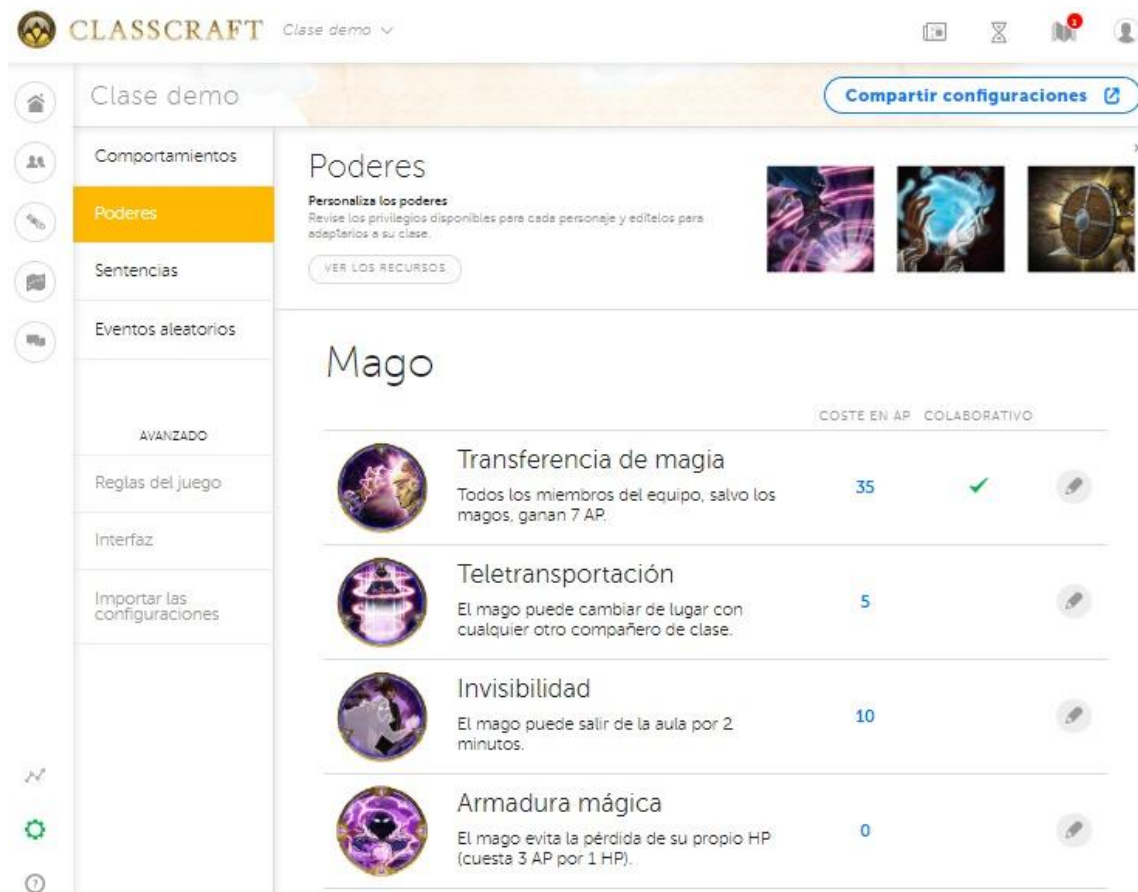 CLASSCRAFT Clase demo
1
Clase demo
Compartir configuraciones
Comportamientos
Poderes
Sentencias
Eventos aleatorios
AVANZADO
Reglas del juego
Interfaz
Importar las
configuraciones
Poderes
Personaliza los poderes
Revise los privilegios disponibles para cada personaje y edítelos para
adaptarlos a su clase.
VER LOS RECURSOS
Mago
COSTE EN AP COLABORATIVO
Transferencia de magia
Todos los miembros del equipo, salvo los
magos, ganan 7 AP.
35
Teletransportación
El mago puede cambiar de lugar con
cualquier otro compañero de clase.
5
Invisibilidad
El mago puede salir de la aula por 2
minutos.
10
Armadura mágica
El mago evita la pérdida de su propio HP
(cuesta 3 AP por 1 HP).
0
?